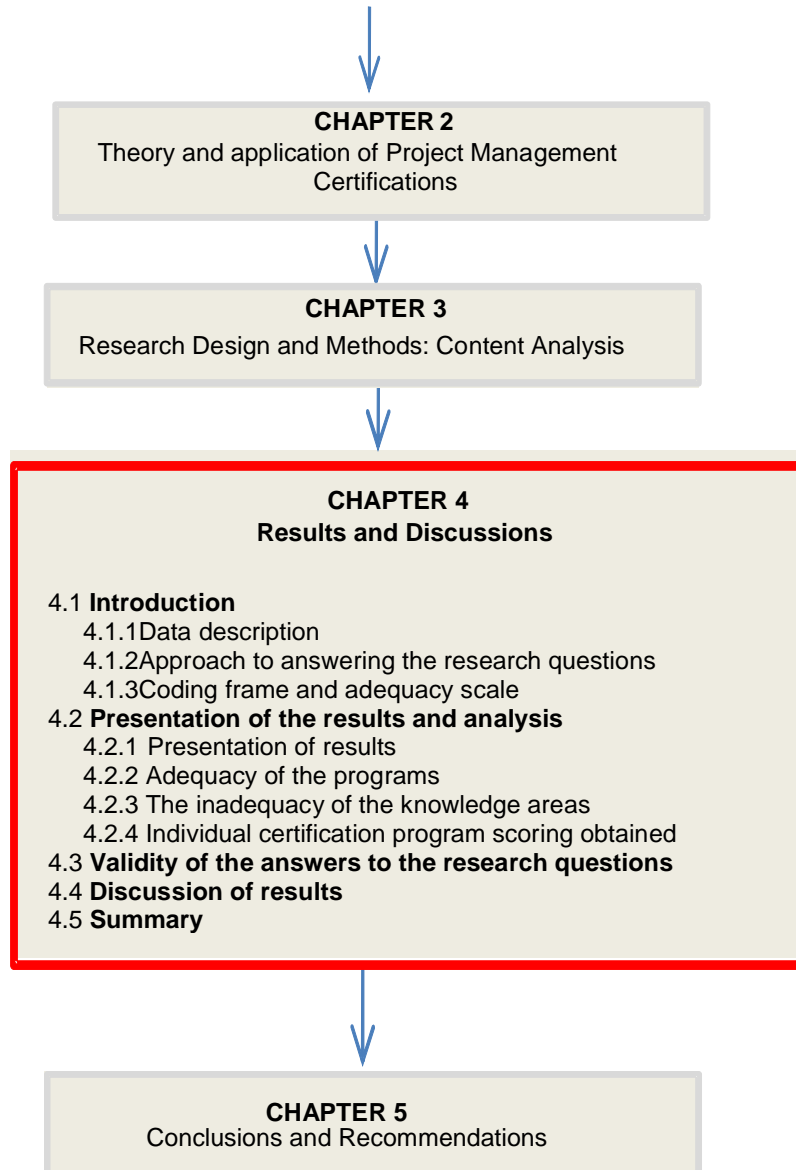 CHAPTER 2
Theory and application of Project Management
Certifications
CHAPTER 3
Research Design and Methods: Content Analysis
CHAPTER 4
Results and Discussions
4.1 Introduction
4.1.1Data description
4.1.2Approach to answering the research questions
4.1.3Coding frame and adequacy scale
4.2 Presentation of the results and analysis
4.2.1 Presentation of results
4.2.2 Adequacy of the programs
4.2.3 The inadequacy of the knowledge areas
4.2.4 Individual certification program scoring obtained
4.3 Validity of the answers to the research questions
4.4 Discussion of results
4.5 Summary
CHAPTER 5
Conclusions and Recommendations